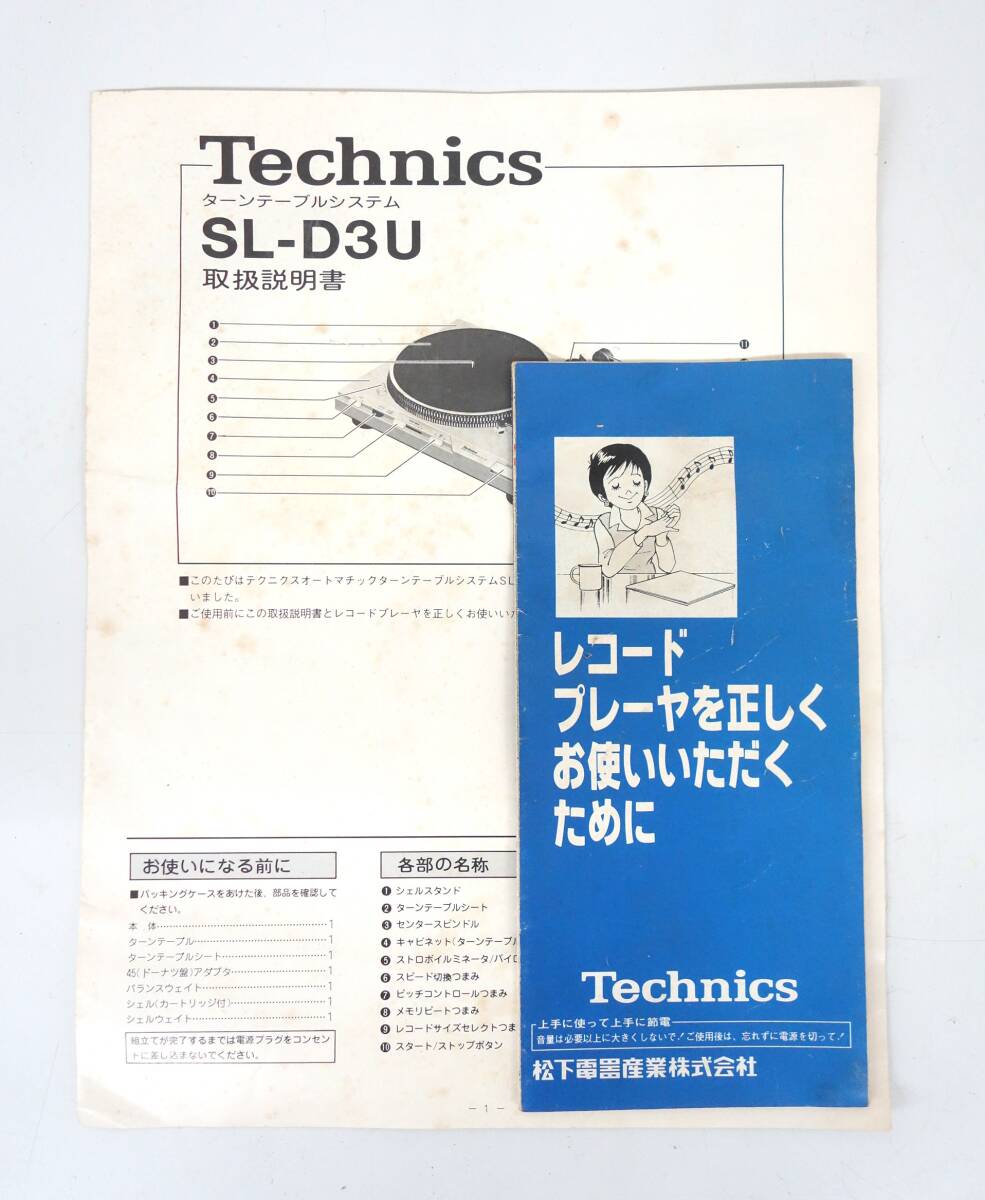 Technics
ターンテーブルシステム
SL-D3U
取扱説明書
❶
❷
❸
❹
❺
❻
❼
❽
❾
❿
⓫
■このたびはテクニクスオートマチックターンテーブルシステムSL
いました。
■ご使用前にこの取扱説明書とレコードプレーヤを正しくお使いいた
お使いになる前に
■パッキングケースをあけた後、部品を確認して
ください。
本 体…1
ターンテーブル…1
ターンテーブルシート…1
45(ドーナツ盤)アダプタ…1
バランスウェイト…1
シェル(カートリッジ付)…1
シェルウェイト…1
組立てが完了するまでは電源プラグをコンセン
トに差し込まないでください。
各部の名称
❶ シェルスタンド
❷ ターンテーブルシート
❸ センタースピンドル
❹ キャビネット(ターンテーブル
❺ ストロボイルミネータ/パイロ
❻ スピード切換つまみ
❼ ピッチコントロールつまみ
❽ メモリピートつまみ
❾ レコードサイズセレクトつま
❿ スタート/ストップボタン
— 1 —
レコード
プレーヤを正しく
お使いいただく
ために
Technics
上手に使って上手に節電
音量は必要以上に大きくしないで！ご使用後は、忘れずに電源を切って！
松下電器産業株式会社